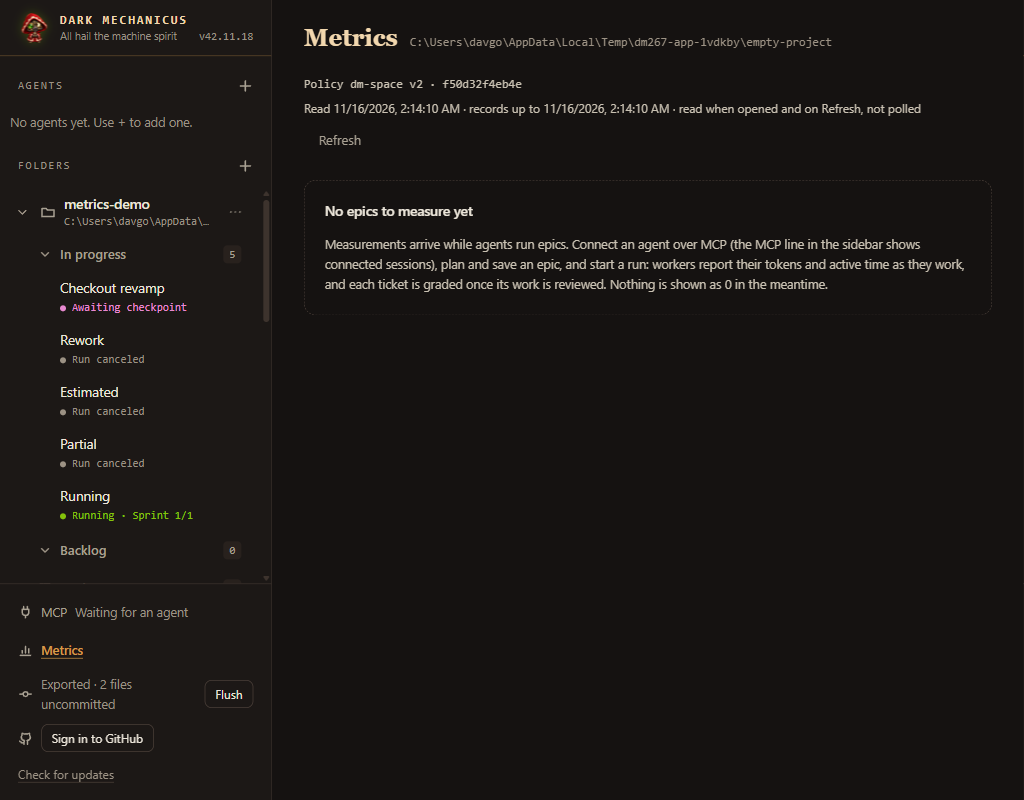 DARK MECHANICUS
All hail the machine spirit v42.11.18
AGENTS
No agents yet. Use + to add one.
FOLDERS
metrics-demo
C:\Users\davgo\AppData\…
In progress 5
Checkout revamp
Awaiting checkpoint
Rework
Run canceled
Estimated
Run canceled
Partial
Run canceled
Running
Running · Sprint 1/1
Backlog 0
MCP Waiting for an agent
Metrics
Exported · 2 files
uncommitted
Flush
Sign in to GitHub
Check for updates
Metrics C:\Users\davgo\AppData\Local\Temp\dm267-app-1vdkby\empty-project
Policy dm-space v2 · f50d32f4eb4e
Read 11/16/2026, 2:14:10 AM · records up to 11/16/2026, 2:14:10 AM · read when opened and on Refresh, not polled
Refresh
No epics to measure yet
Measurements arrive while agents run epics. Connect an agent over MCP (the MCP line in the sidebar shows
connected sessions), plan and save an epic, and start a run: workers report their tokens and active time as they work,
and each ticket is graded once its work is reviewed. Nothing is shown as 0 in the meantime.